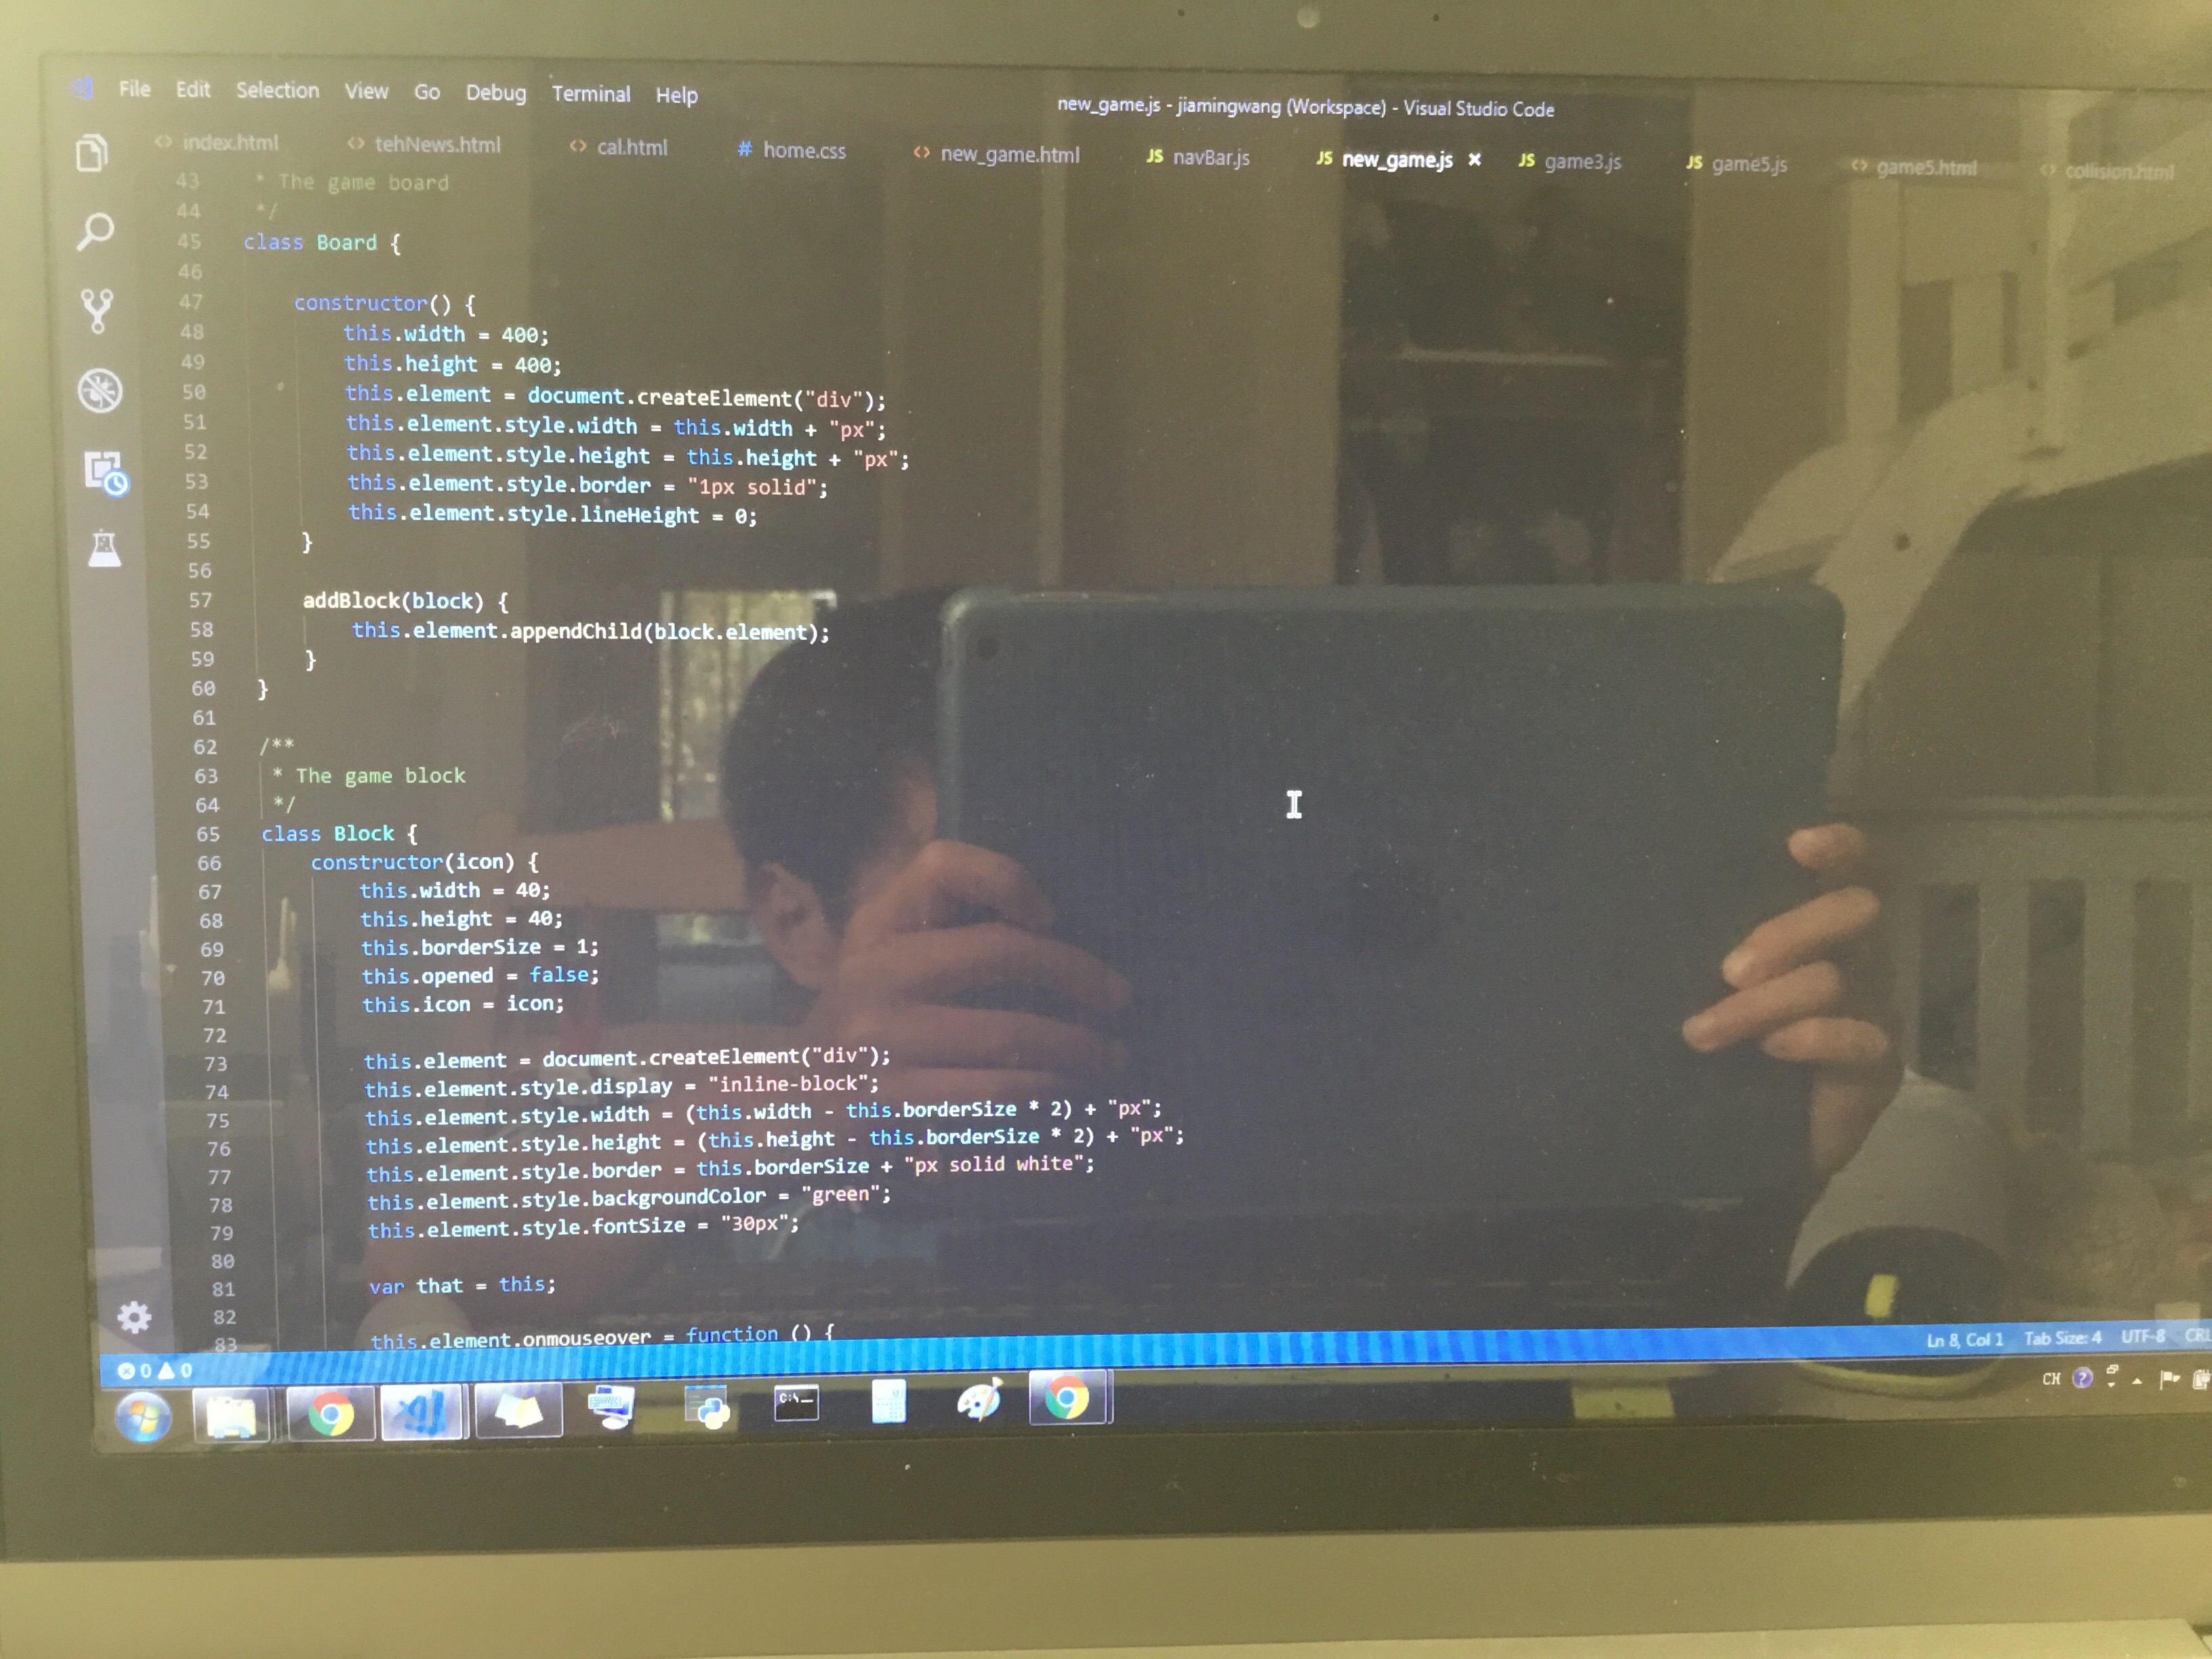 File Edit Selection View Go Debug Terminal Help
new_game.js - jiamingwang (Workspace) - Visual Studio Code
index.html tehNews.html cal.html # home.css new_game.html JS navBar.js JS new_game.js × JS game3.js JS game5.js game5.html collision.html
43 * The game board
44 */
45 class Board {
46
47 constructor() {
48 this.width = 400;
49 this.height = 400;
50 this.element = document.createElement("div");
51 this.element.style.width = this.width + "px";
52 this.element.style.height = this.height + "px";
53 this.element.style.border = "1px solid";
54 this.element.style.lineHeight = 0;
55 }
56
57 addBlock(block) {
58 this.element.appendChild(block.element);
59 }
60 }
61
62 /**
63 * The game block
64 */
65 class Block {
66 constructor(icon) {
67 this.width = 40;
68 this.height = 40;
69 this.borderSize = 1;
70 this.opened = false;
71 this.icon = icon;
72
73 this.element = document.createElement("div");
74 this.element.style.display = "inline-block";
75 this.element.style.width = (this.width - this.borderSize * 2) + "px";
76 this.element.style.height = (this.height - this.borderSize * 2) + "px";
77 this.element.style.border = this.borderSize + "px solid white";
78 this.element.style.backgroundColor = "green";
79 this.element.style.fontSize = "30px";
80
81 var that = this;
82
83 this.element.onmouseover = function () {
0 0 Ln 8, Col 1 Tab Size: 4 UTF-8 CRL
C:\_ CH ?